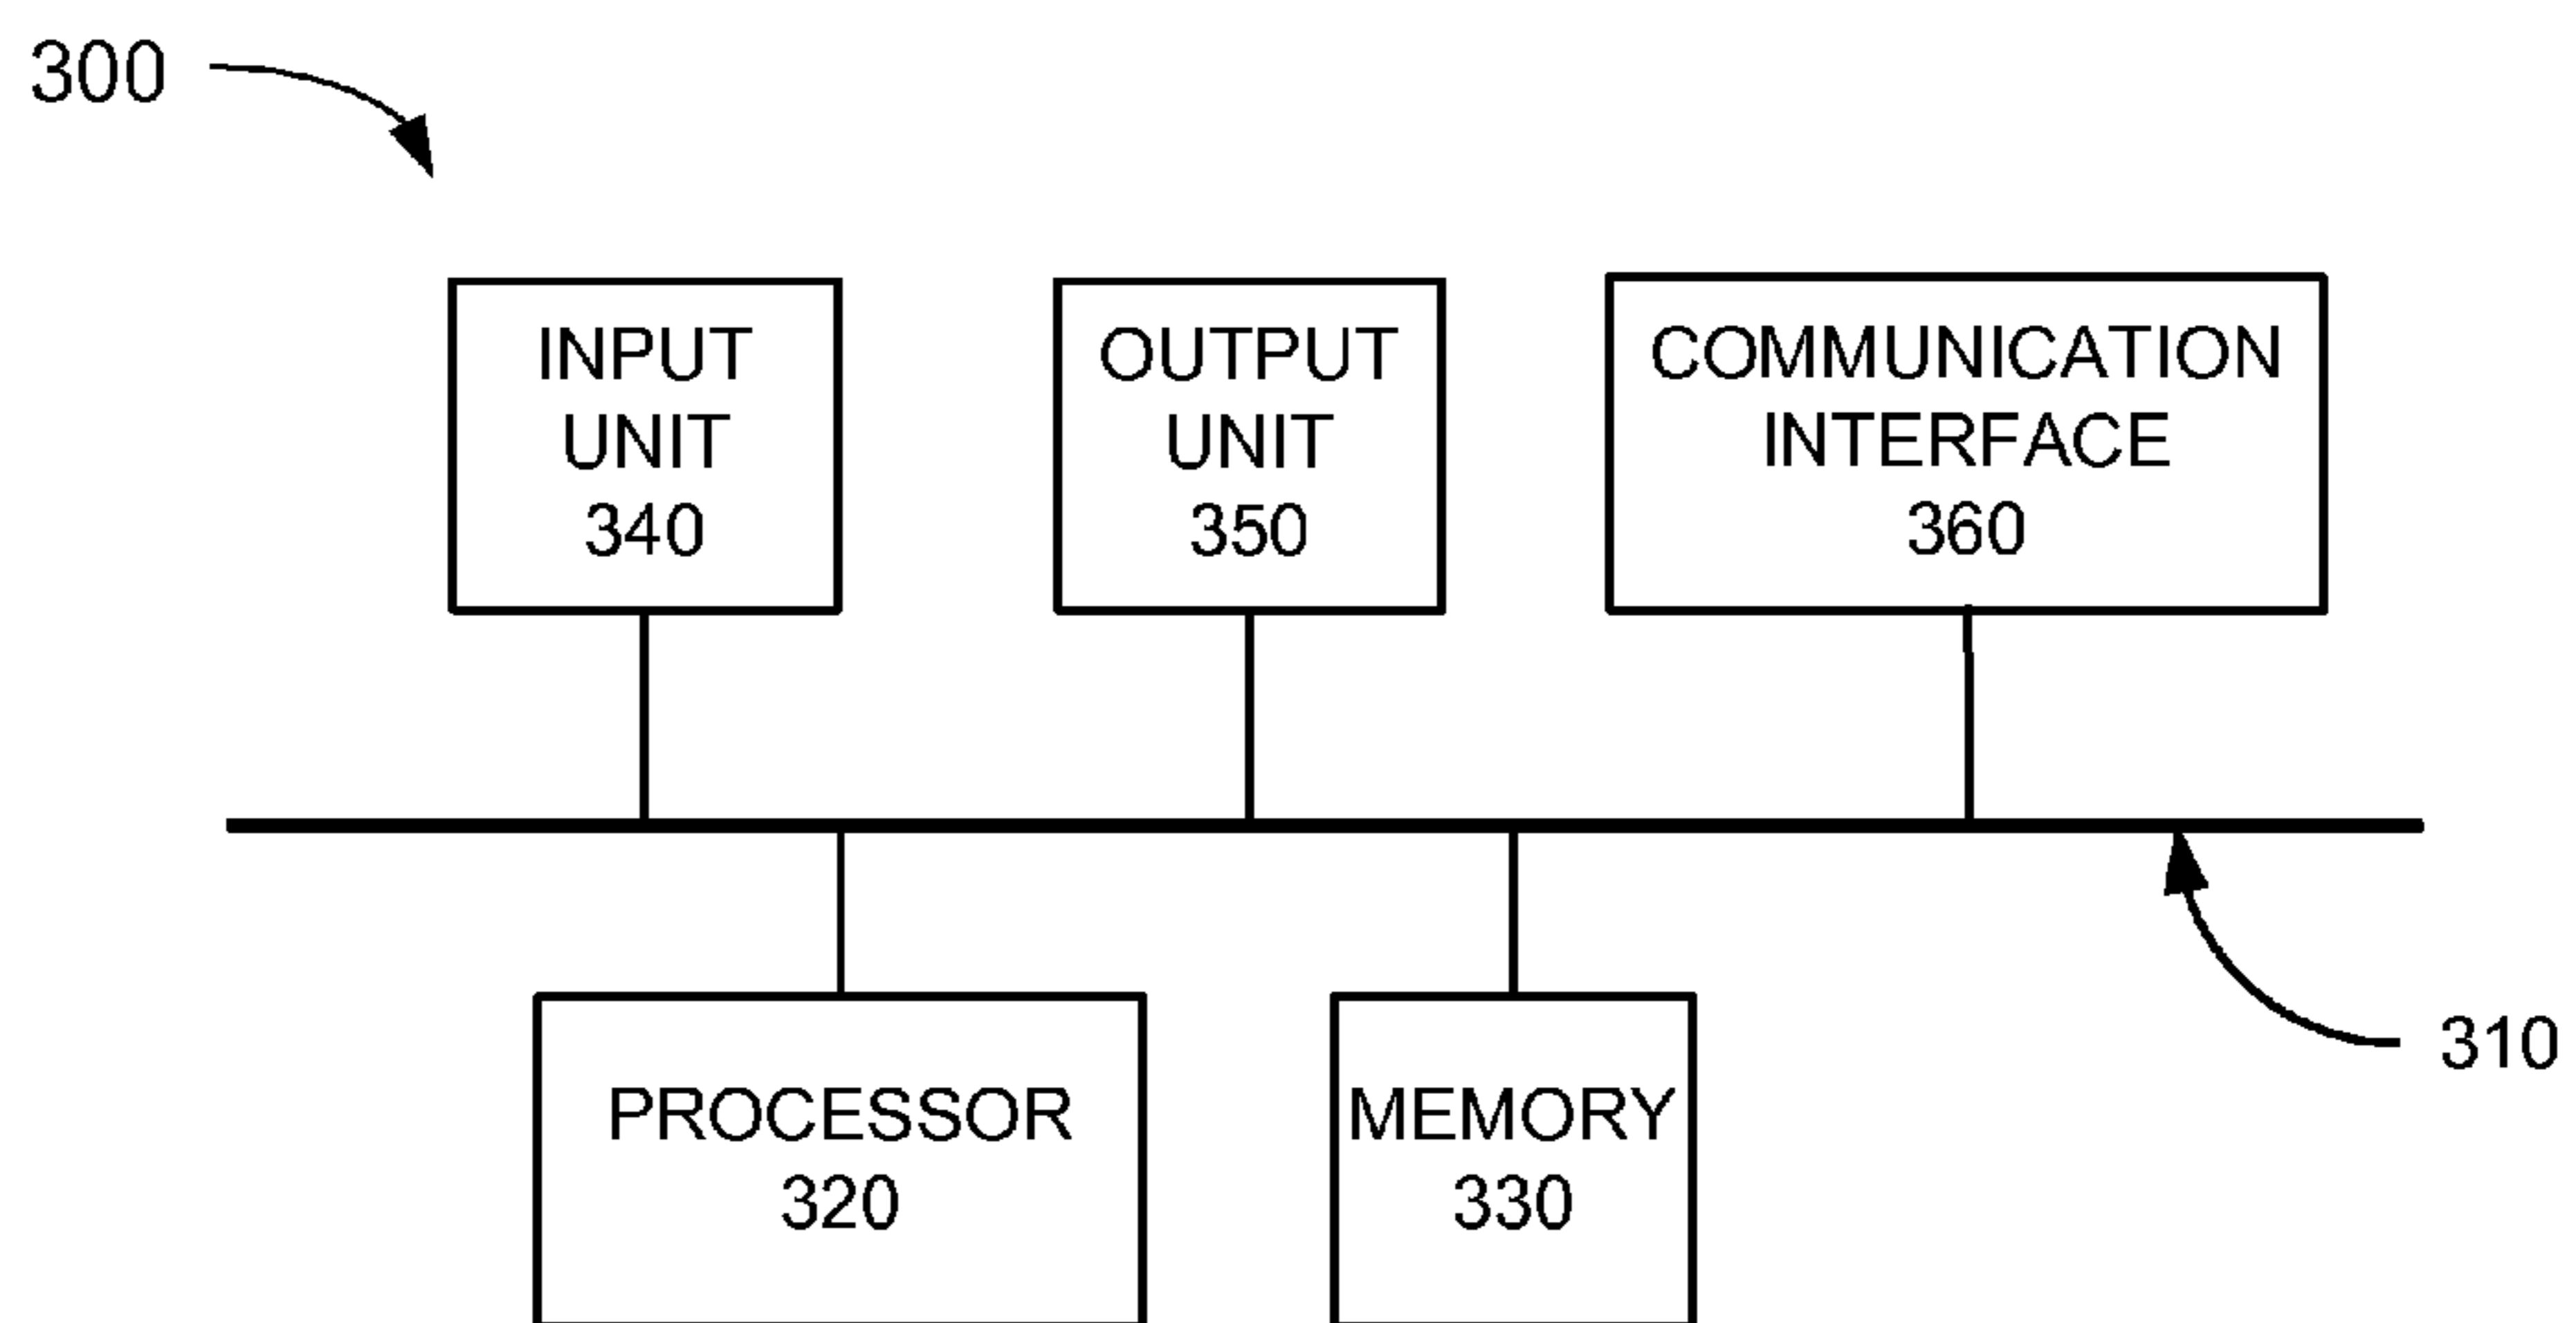 300
INPUT
UNIT
340
OUTPUT
UNIT
350
COMMUNICATION
INTERFACE
360
PROCESSOR
320
MEMORY
330
310